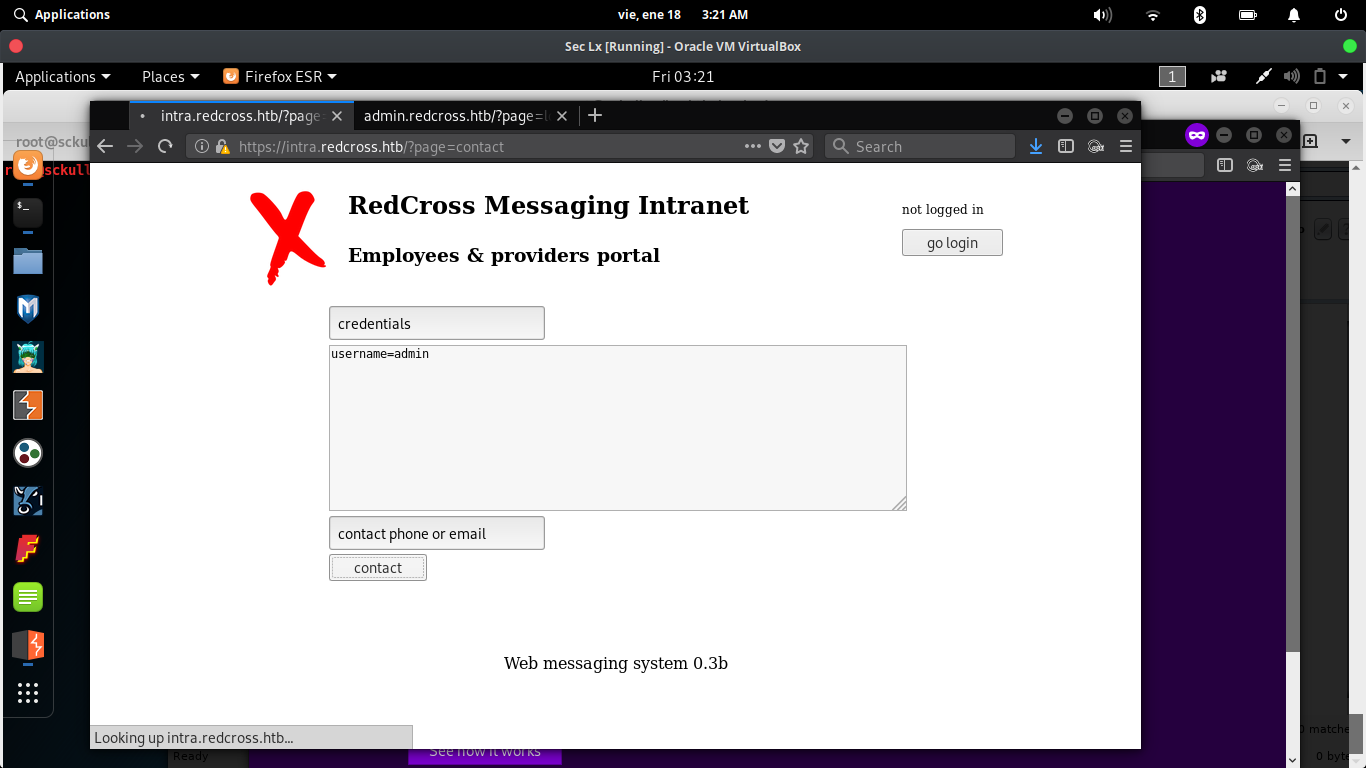 Applications
vie, ene 18 3:21 AM
Sec Lx [Running] - Oracle VM VirtualBox
Applications Places Firefox ESR Fri 03:21 1
root@scku
intra.redcross.htb/?page= admin.redcross.htb/?page=l
https://intra.redcross.htb/?page=contact Search
sckull
RedCross Messaging Intranet
not logged in
go login
Employees & providers portal
credentials
username=admin
contact phone or email
contact
Web messaging system 0.3b
0 matche
Looking up intra.redcross.htb...
See how it works
Ready
0 byte